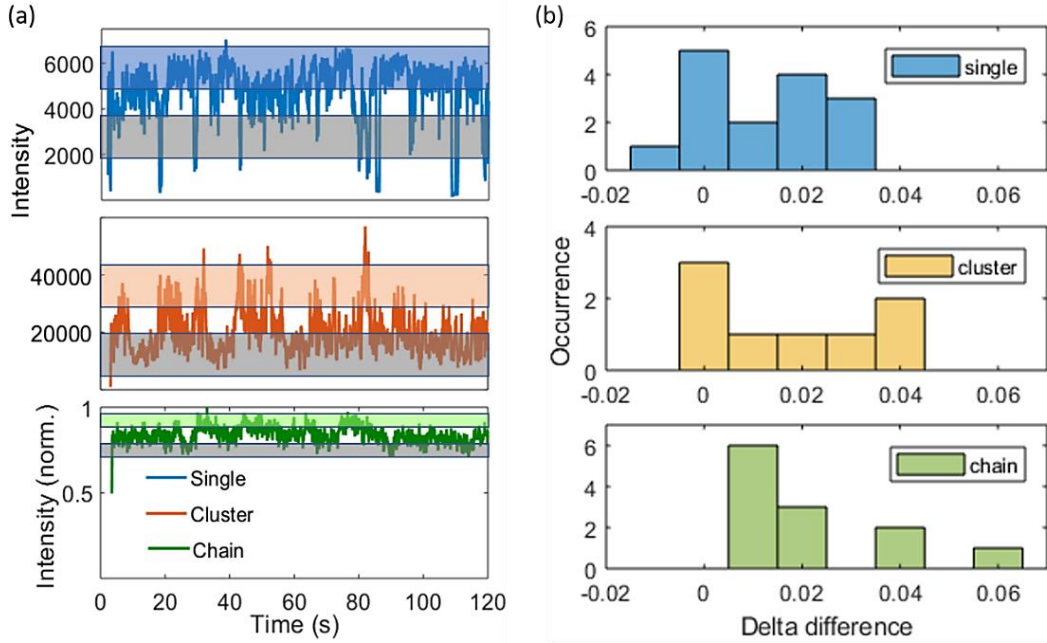 (a)
Intensity
6000
4000
2000
40000
20000
Intensity (norm.)
1
0.5
Single
Cluster
Chain
0 20 40 60 80 100 120
Time (s)
(b)
Occurrence
6
4
2
0
single
-0.02 0 0.02 0.04 0.06
4
2
0
cluster
-0.02 0 0.02 0.04 0.06
6
4
2
0
chain
-0.02 0 0.02 0.04 0.06
Delta difference